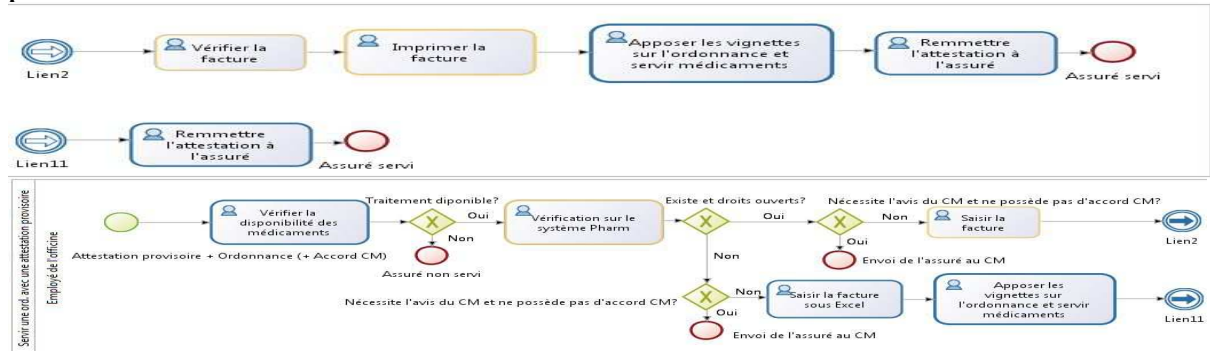 Vérifier la
facture
Imprimer la
facture
Apposer les vignettes
sur l'ordonnance et
servir médicaments
Remmettre
l'attestation à
l'assuré
Lien2
Assuré servi
Remmettre
l'attestation à
l'assuré
Lien11
Assuré servi
Servir une ord. avec une attestation provisoire
Employé de l'officine
Attestation provisoire + Ordonnance (+ Accord CM)
Vérifier la
disponibilité des
médicaments
Traitement diponible?
Oui
Non
Assuré non servi
Vérification sur le
système Pharm
Existe et droits ouverts?
Oui
Non
Nécessite l'avis du CM et ne possède pas d'accord CM?
Non
Oui
Envoi de l'assuré au CM
Saisir la
facture
Lien2
Nécessite l'avis du CM et ne possède pas d'accord CM?
Non
Oui
Envoi de l'assuré au CM
Saisir la facture
sous Excel
Apposer les
vignettes sur
l'ordonnance et servir
médicaments
Lien11